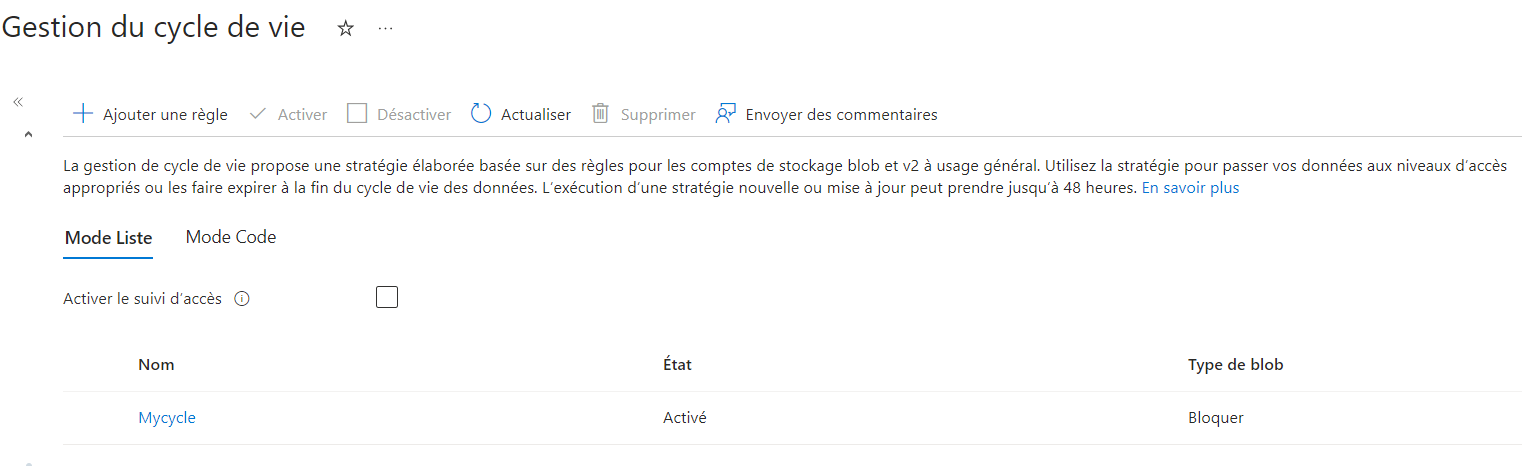 Gestion du cycle de vie
Ajouter une règle Activer Désactiver Actualiser Supprimer Envoyer des commentaires
La gestion de cycle de vie propose une stratégie élaborée basée sur des règles pour les comptes de stockage blob et v2 à usage général. Utilisez la stratégie pour passer vos données aux niveaux d’accès
appropriés ou les faire expirer à la fin du cycle de vie des données. L’exécution d’une stratégie nouvelle ou mise à jour peut prendre jusqu’à 48 heures. En savoir plus
Mode Liste Mode Code
Activer le suivi d’accès
Nom État Type de blob
Mycycle Activé Bloquer